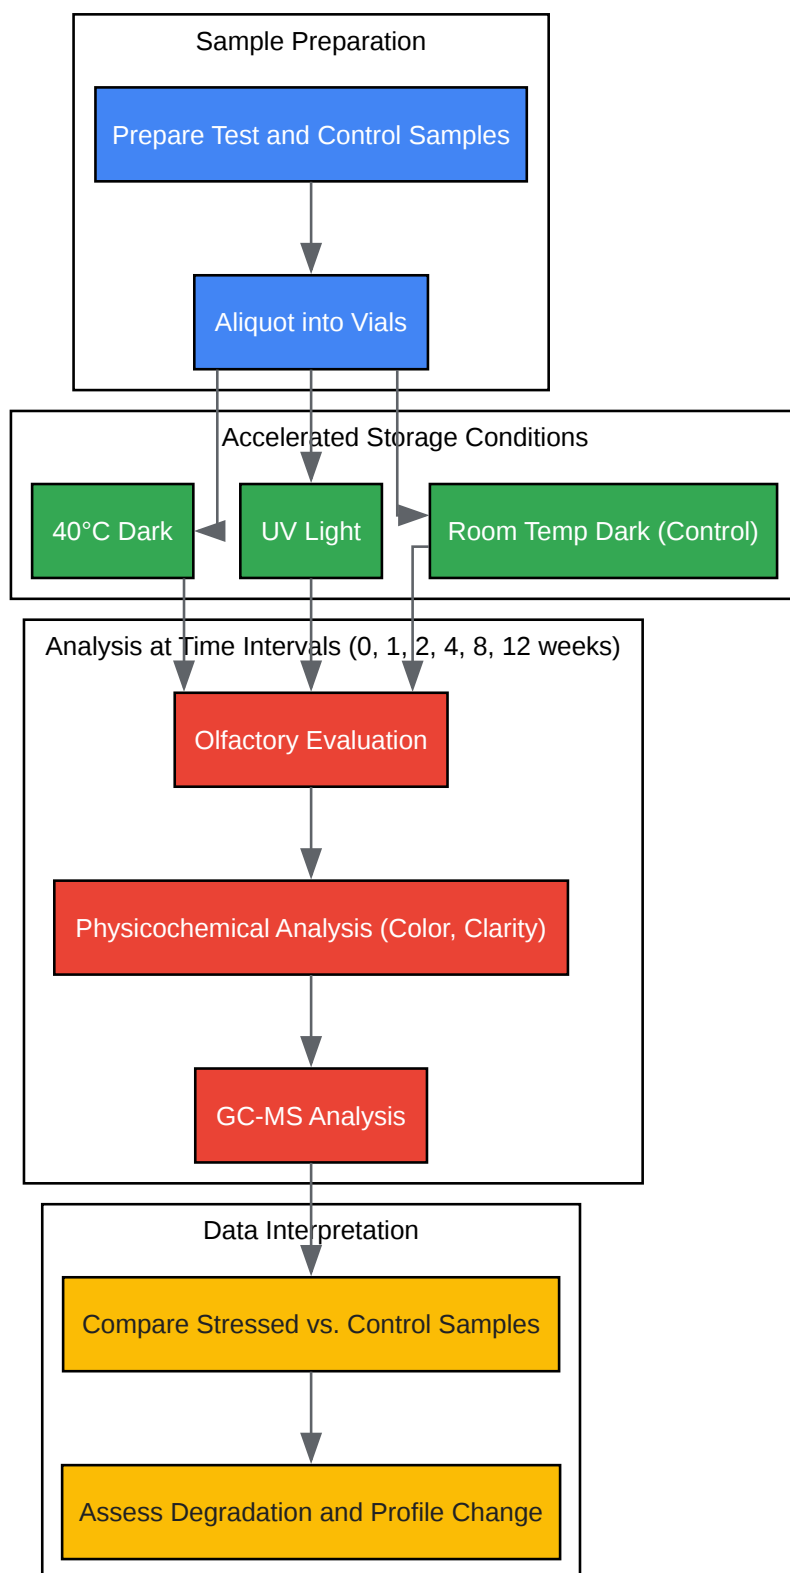 Sample Preparation
Prepare Test and Control Samples
Aliquot into Vials
Accelerated Storage Conditions
40°C Dark
UV Light
Room Temp Dark (Control)
Analysis at Time Intervals (0, 1, 2, 4, 8, 12 weeks)
Olfactory Evaluation
Physicochemical Analysis (Color, Clarity)
GC-MS Analysis
Data Interpretation
Compare Stressed vs. Control Samples
Assess Degradation and Profile Change